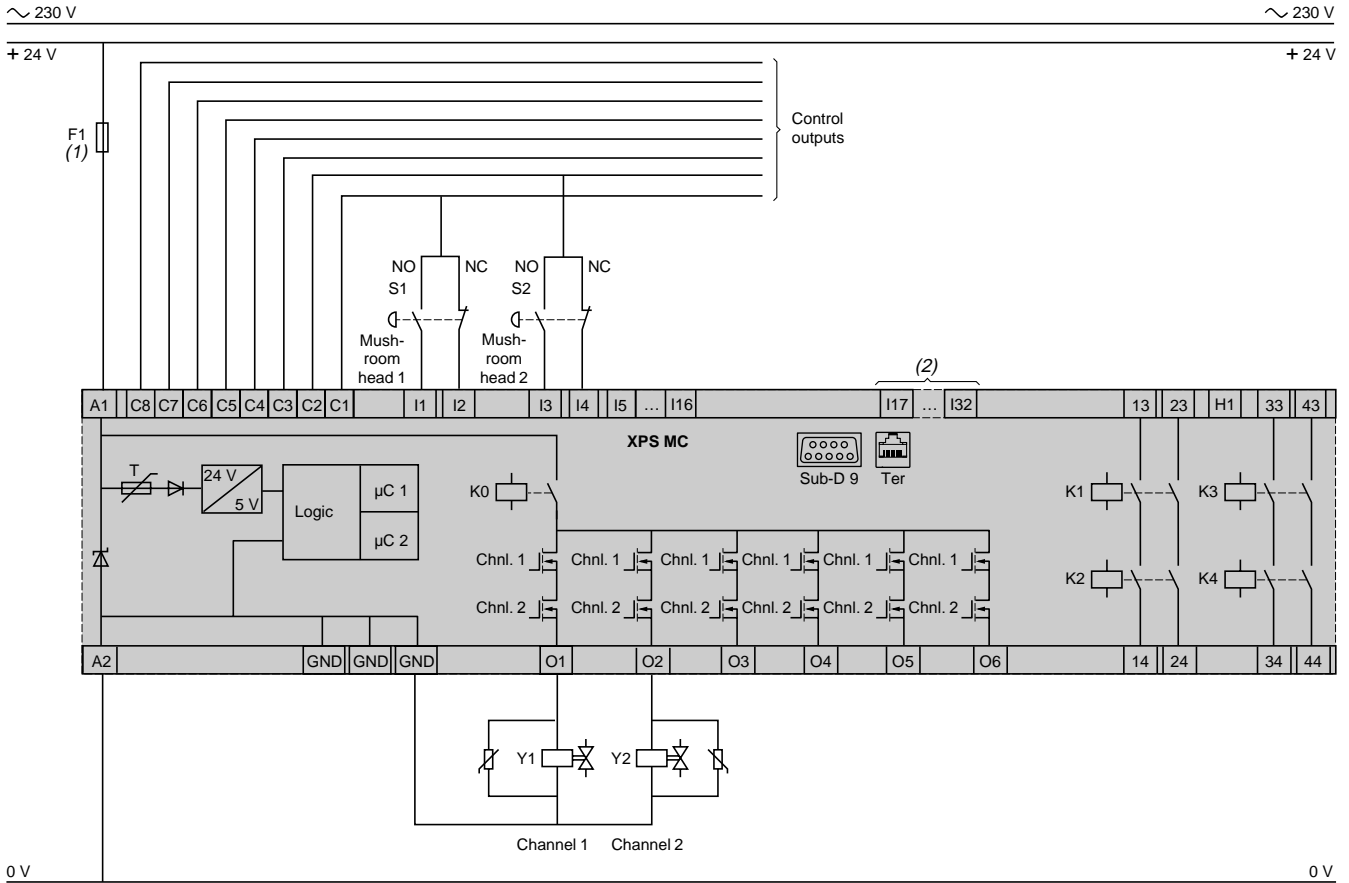 230 V 230 V
+ 24 V + 24 V
Control
outputs
F1
(1)
NO NC NO NC
S1 S2
Mush-
room
head 1
Mush-
room
head 2
(2)
A1 C8 C7 C6 C5 C4 C3 C2 C1 I1 I2 I3 I4 I5 ... I16 I17 ... I32 13 23 H1 33 43
XPS MC
Sub-D 9 Ter
T
24 V
5 V
Logic
µC 1
µC 2
K0
K1 K3
Chnl. 1 Chnl. 1 Chnl. 1 Chnl. 1 Chnl. 1 Chnl. 1
K2 K4
Chnl. 2 Chnl. 2 Chnl. 2 Chnl. 2 Chnl. 2 Chnl. 2
A2 GND GND GND O1 O2 O3 O4 O5 O6 14 24 34 44
Y1 Y2
Channel 1 Channel 2
0 V 0 V